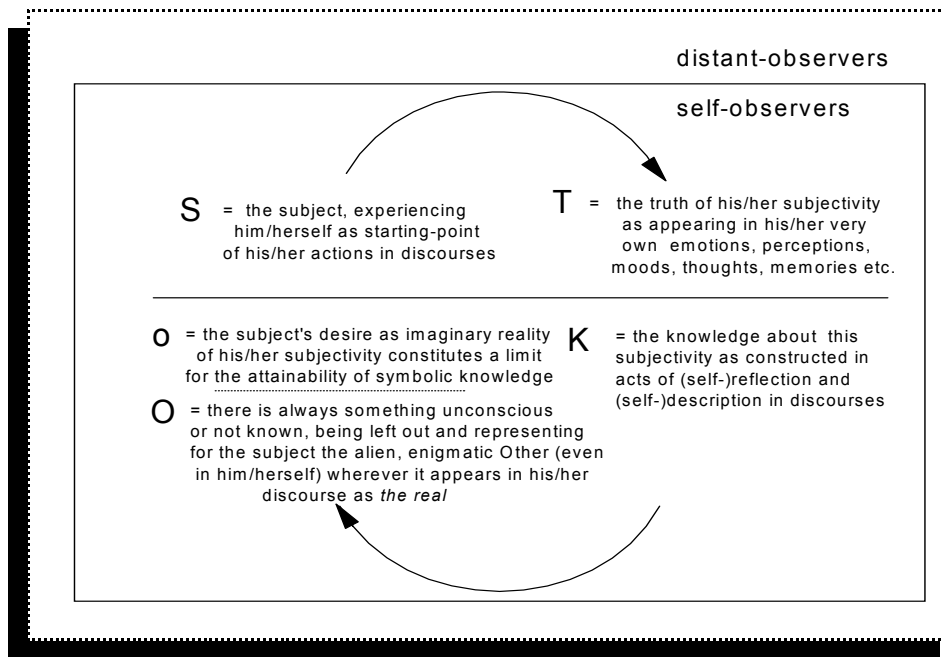 distant-observers
self-observers
S = the subject, experiencing
him/herself as starting-point
of his/her actions in discourses
T = the truth of his/her subjectivity
as appearing in his/her very
own emotions, perceptions,
moods, thoughts, memories etc.
o = the subject's desire as imaginary reality
of his/her subjectivity constitutes a limit
for the attainability of symbolic knowledge
K = the knowledge about this
subjectivity as constructed in
acts of (self-)reflection and
(self-)description in discourses
O = there is always something unconscious
or not known, being left out and representing
for the subject the alien, enigmatic Other (even
in him/herself) wherever it appears in his/her
discourse as the real